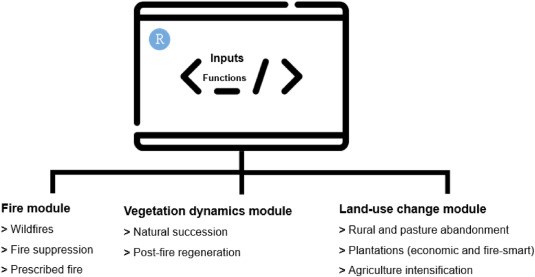 R
Inputs
Functions
Fire module
> Wildfires
> Fire suppression
> Prescribed fire
Vegetation dynamics module
> Natural succession
> Post-fire regeneration
Land-use change module
> Rural and pasture abandonment
> Plantations (economic and fire-smart)
> Agriculture intensification